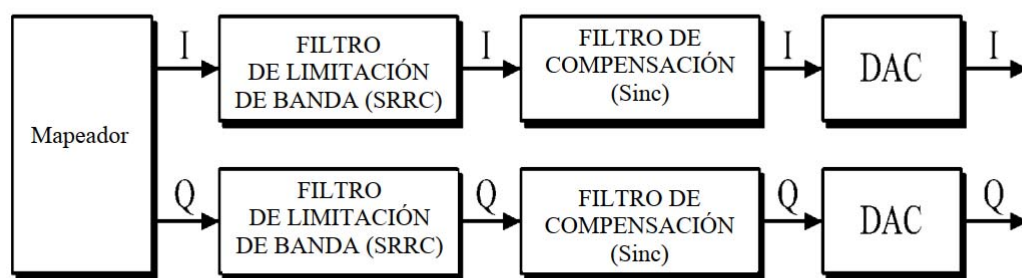 Mapeador
I
FILTRO
DE LIMITACIÓN
DE BANDA (SRRC)
I
FILTRO DE
COMPENSACIÓN
(Sinc)
I
DAC
I
Q
FILTRO
DE LIMITACIÓN
DE BANDA (SRRC)
Q
FILTRO DE
COMPENSACIÓN
(Sinc)
Q
DAC
Q